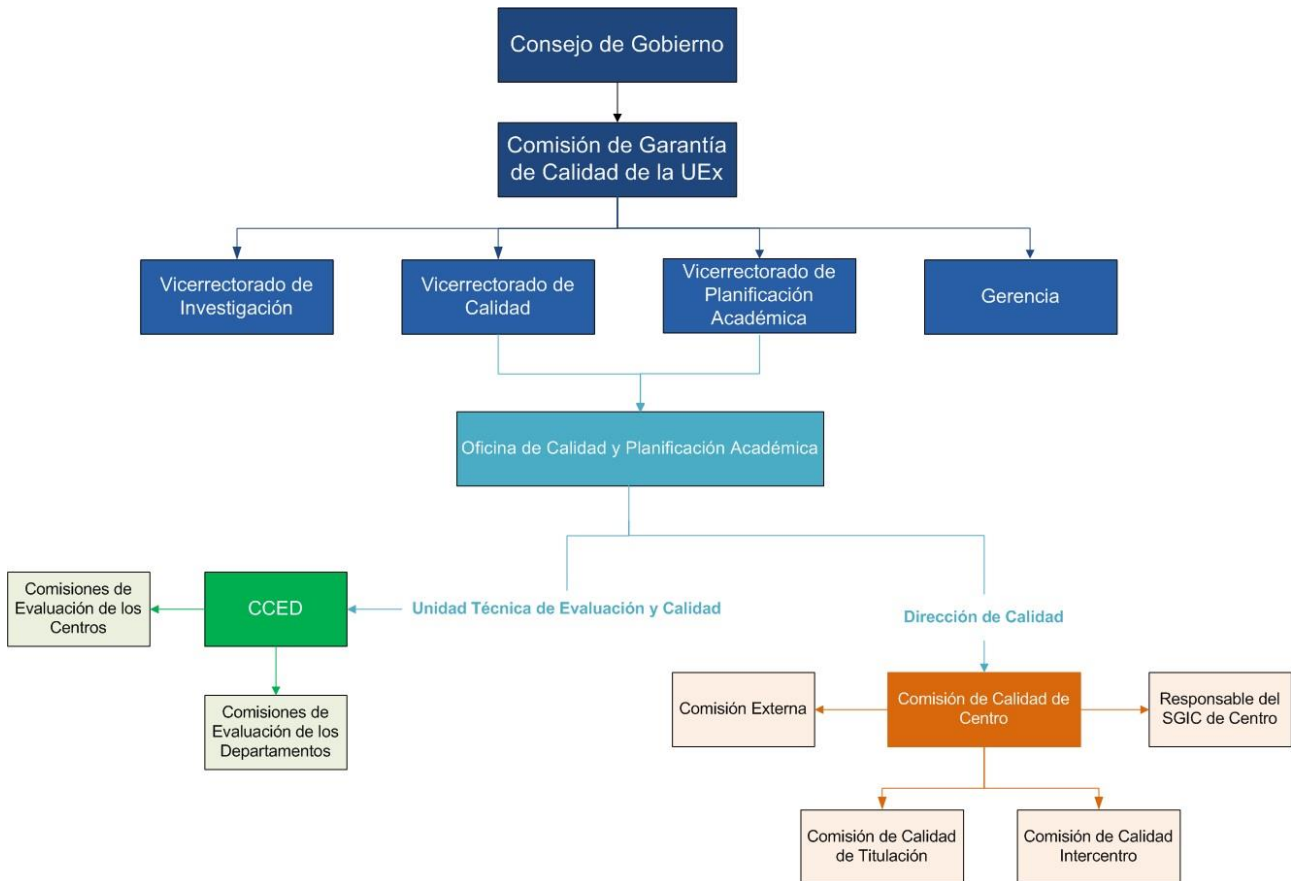 Consejo de Gobierno
Comisión de Garantía
de Calidad de la UEx
Vicerrectorado de
Investigación
Vicerrectorado de
Calidad
Vicerrectorado de
Planificación
Académica
Gerencia
Oficina de Calidad y Planificación Académica
Comisiones de
Evaluación de los
Centros
CCED
Unidad Técnica de Evaluación y Calidad
Dirección de Calidad
Comisiones de
Evaluación de los
Departamentos
Comisión Externa
Comisión de Calidad de
Centro
Responsable del
SGIC de Centro
Comisión de Calidad
de Titulación
Comisión de Calidad
Intercentro